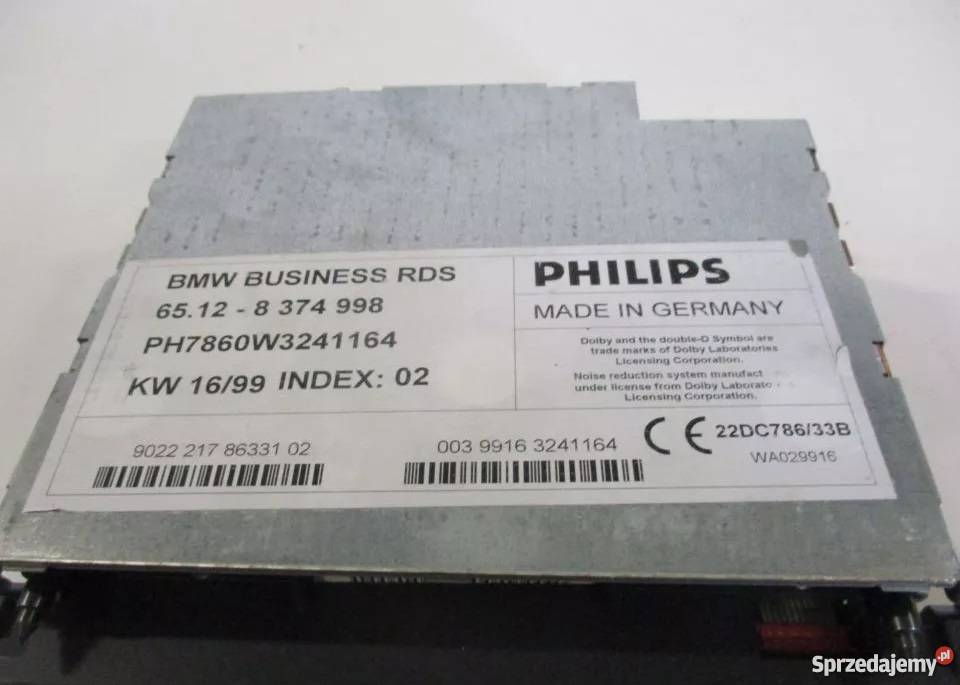 BMW BUSINESS RDS
65.12 - 8 374 998
PH7860W3241164
KW 16/99 INDEX: 02
PHILIPS
MADE IN GERMANY
Dolby and the double-D Symbol are
trade marks of Dolby Laboratories
Licensing Corporation.
Noise reduction system manufact
under license from Dolby Laborato
Licensing Corporation.
9022 217 86331 02
003 9916 3241164
CE 22DC786/33B
WA029916
Sprzedajemy.pl